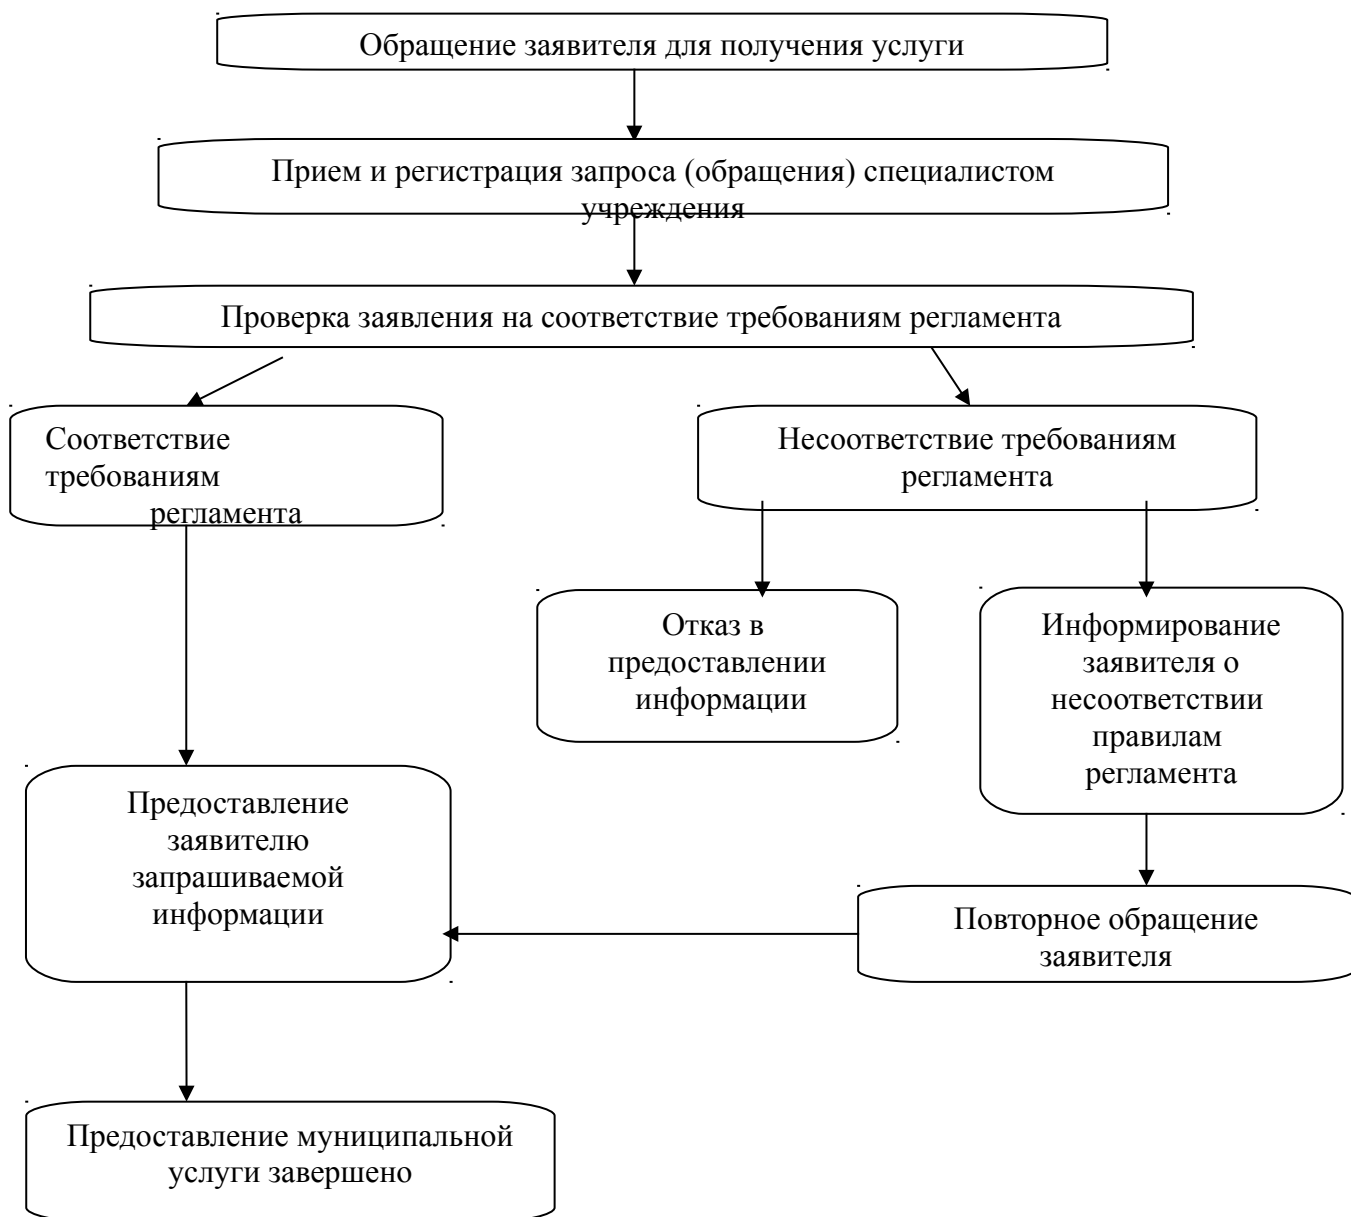 Обращение заявителя для получения услуги
Прием и регистрация запроса (обращения) специалистом
учреждения
Проверка заявления на соответствие требованиям регламента
Соответствие
требованиям
регламента
Несоответствие требованиям
регламента
Отказ в
предоставлении
информации
Информирование
заявителя о
несоответствии
правилам
регламента
Предоставление
заявителю
запрашиваемой
информации
Повторное обращение
заявителя
Предоставление муниципальной
услуги завершено